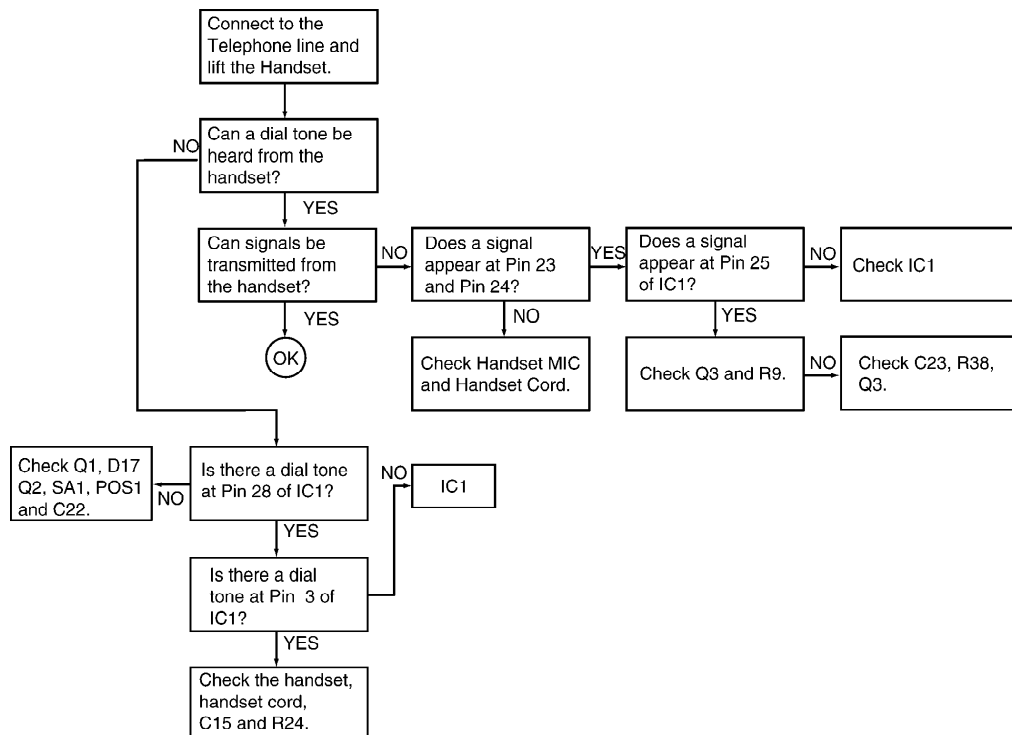 Connect to the
Telephone line and
lift the Handset.
NO
Can a dial tone be
heard from the
handset?
YES
Can signals be
transmitted from
the handset?
NO
Does a signal
appear at Pin 23
and Pin 24?
YES
Does a signal
appear at Pin 25
of IC1?
NO
Check IC1
YES
NO
YES
OK
Check Handset MIC
and Handset Cord.
Check Q3 and R9.
NO
Check C23, R38,
Q3.
Check Q1, D17
Q2, SA1, POS1
and C22.
NO
Is there a dial tone
at Pin 28 of IC1?
NO
IC1
YES
Is there a dial
tone at Pin 3 of
IC1?
YES
Check the handset,
handset cord,
C15 and R24.